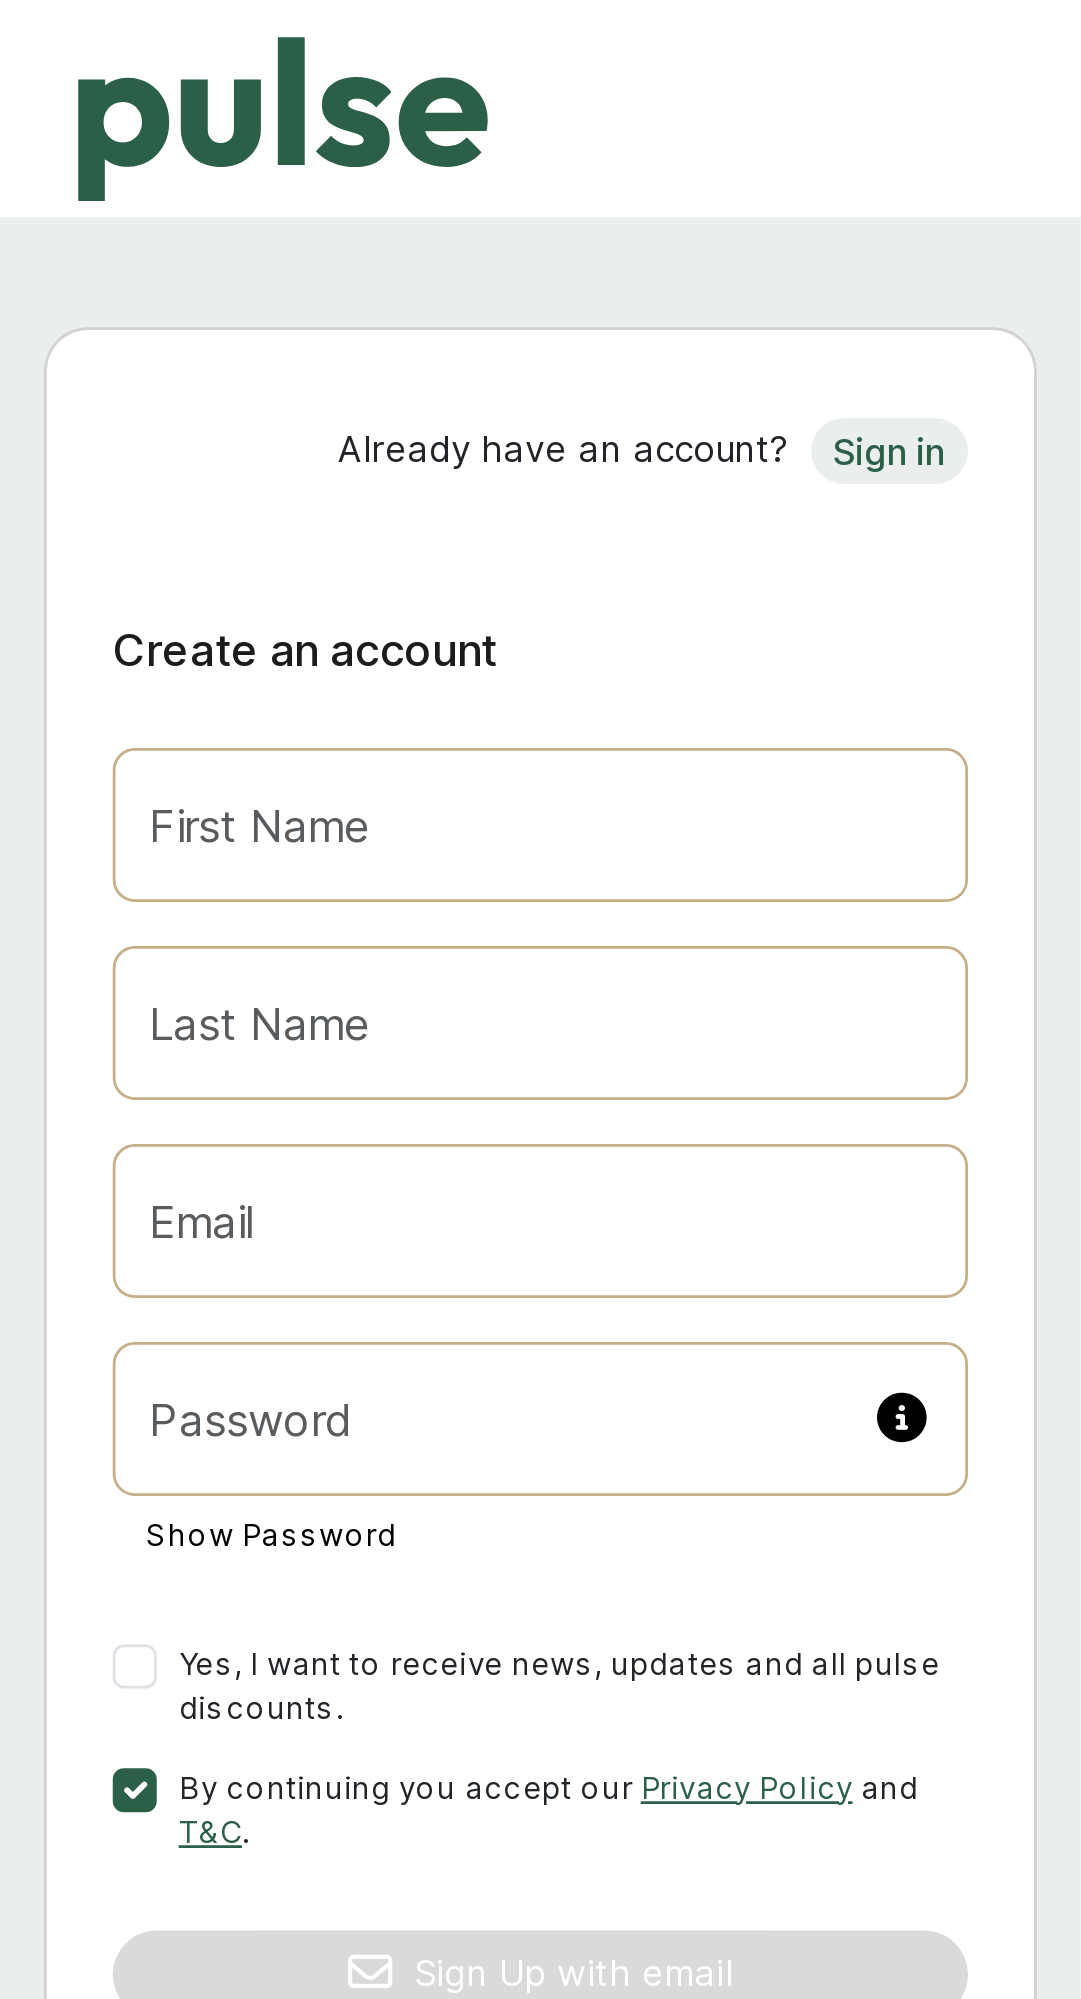 pulse
Already have an account? Sign in
Create an account
First Name
Last Name
Email
Password
Show Password
Yes, I want to receive news, updates and all pulse
discounts.
By continuing you accept our Privacy Policy and
T&C.
Sign Up with email